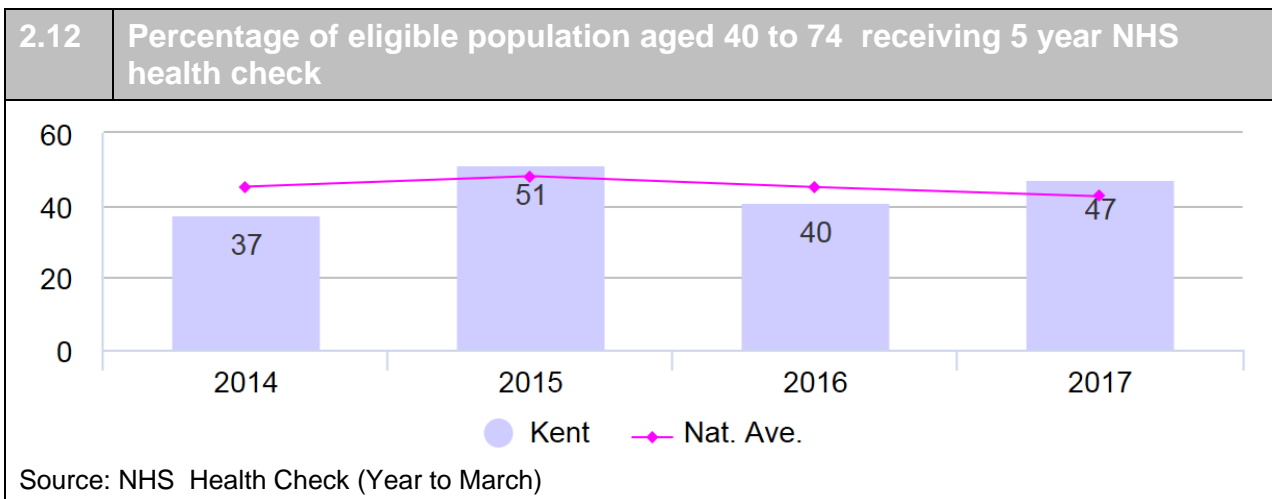 2.12 Percentage of eligible population aged 40 to 74 receiving 5 year NHS
health check
60
40
20
0
37
51
40
47
2014 2015 2016 2017
Kent Nat. Ave.
Source: NHS Health Check (Year to March)